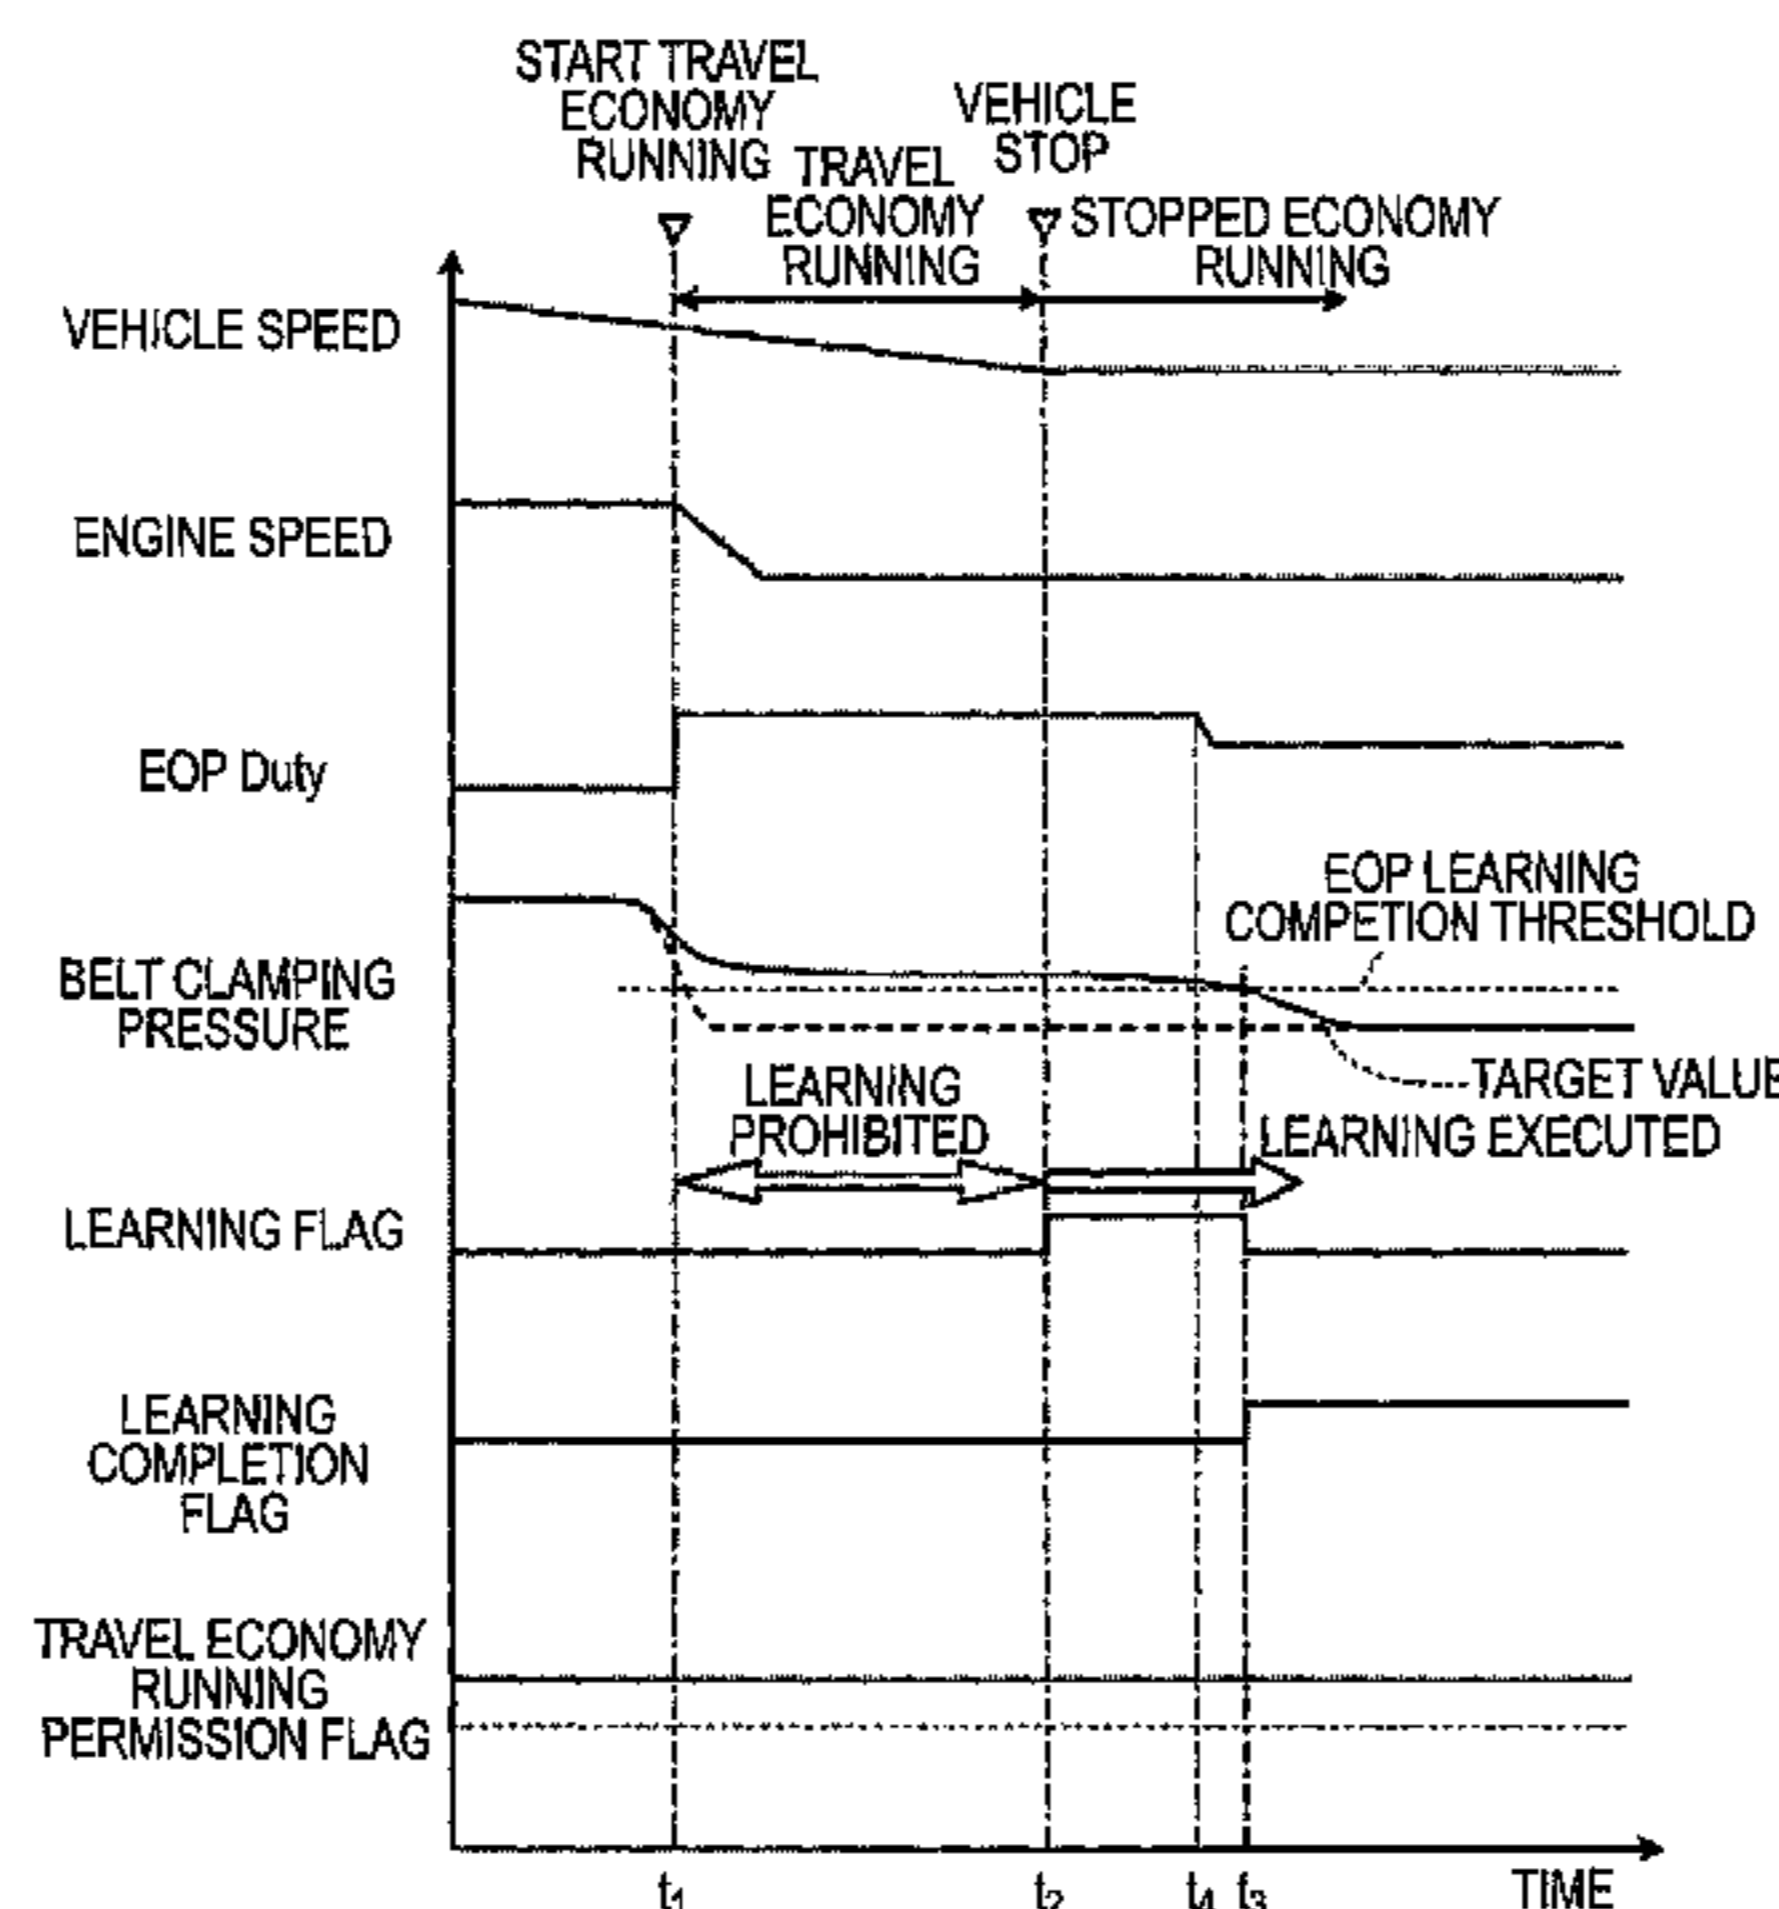 START TRAVEL
ECONOMY
RUNNING
TRAVEL
ECONOMY
RUNNING
VEHICLE
STOP
STOPPED ECONOMY
RUNNING
VEHICLE SPEED
ENGINE SPEED
EOP Duty
EOP LEARNING
COMPETION THRESHOLD
BELT CLAMPING
PRESSURE
TARGET VALUE
LEARNING
PROHIBITED
LEARNING EXECUTED
LEARNING FLAG
LEARNING
COMPLETION
FLAG
TRAVEL ECONOMY
RUNNING
PERMISSION FLAG
t1
t2
t4
t3
TIME